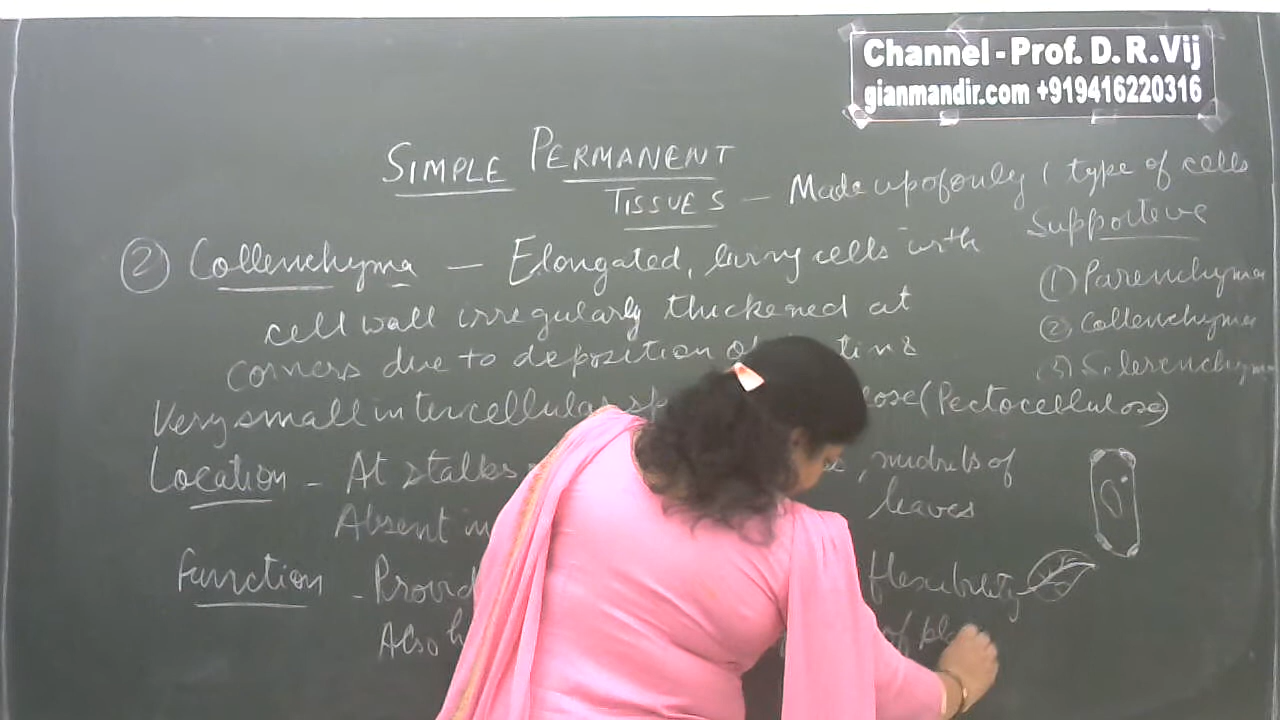 Channel - Prof. D. R. Vij
gianmandir.com +919416220316
SIMPLE PERMANENT
TISSUES - Made up of only 1 type of cells
Supportive
② Collenchyma - Elongated, living cells with
cell wall irregularly thickened at
corners due to deposition
Very small intercellular (Pectocellulose)
① Parenchyma
② Collenchyma
③ Sclerenchyma
Location - At stalks midribs of
leaves
Absent in
Function - flexibility
Also of